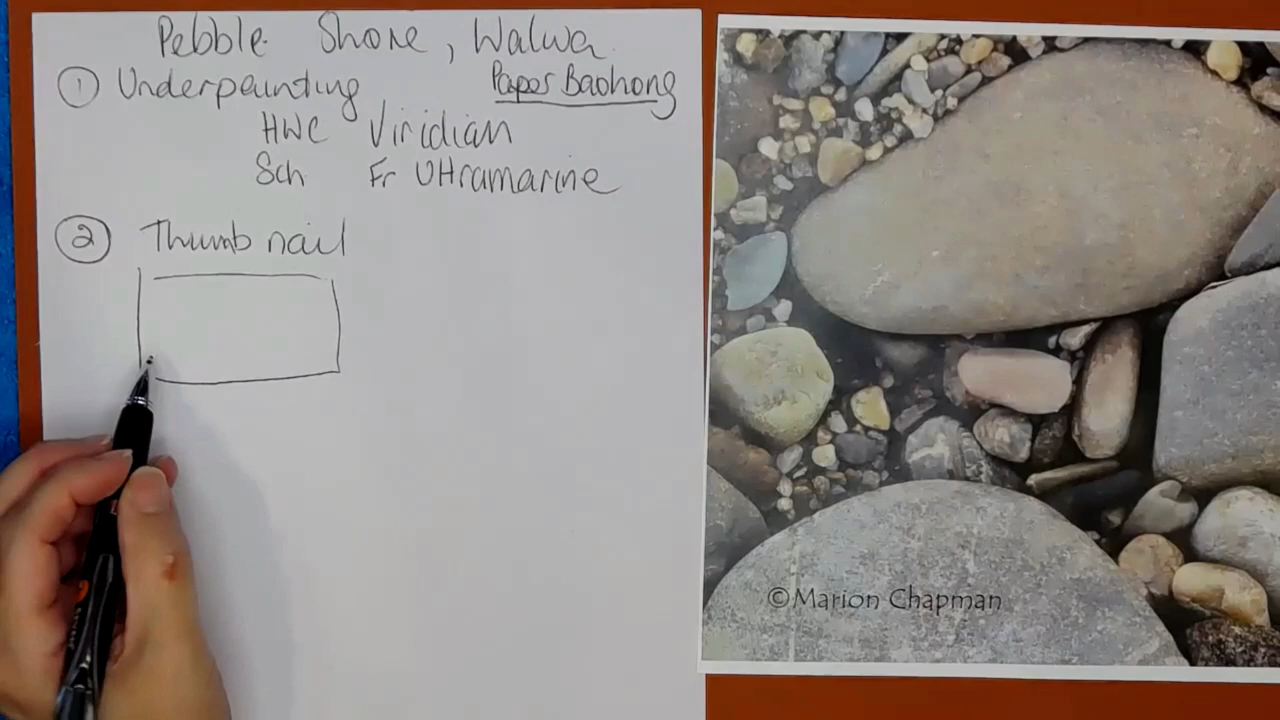 Pebble Shore, Walwa
① Underpainting Paper Baohong
HWC Viridian
Sch Fr Ultramarine
② Thumb nail
©Marion Chapman